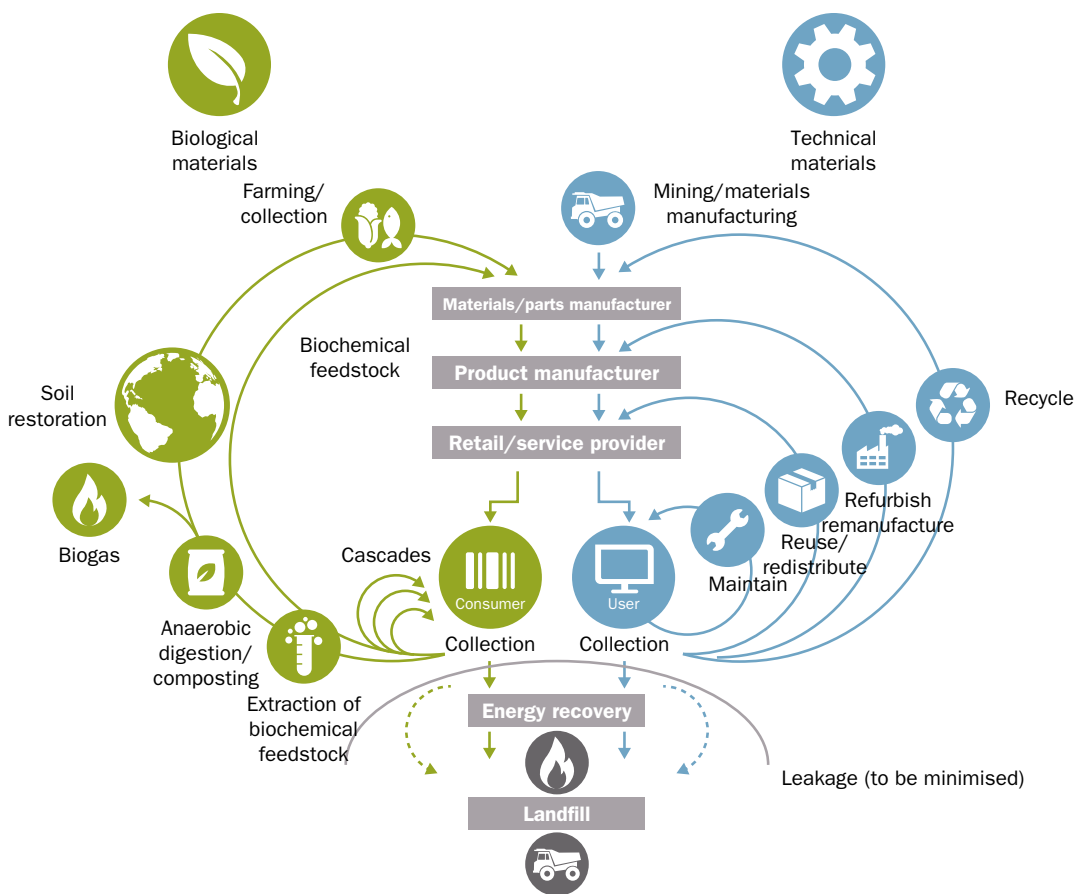 Biological
materials
Technical
materials
Farming/
collection
Mining/materials
manufacturing
Materials/parts manufacturer
Biochemical
feedstock
Product manufacturer
Soil
restoration
Recycle
Retail/service provider
Refurbish
remanufacture
Reuse/
redistribute
Biogas
Cascades
Maintain
Consumer
User
Anaerobic
digestion/
composting
Collection
Collection
Extraction of
biochemical
feedstock
Energy recovery
Leakage (to be minimised)
Landfill